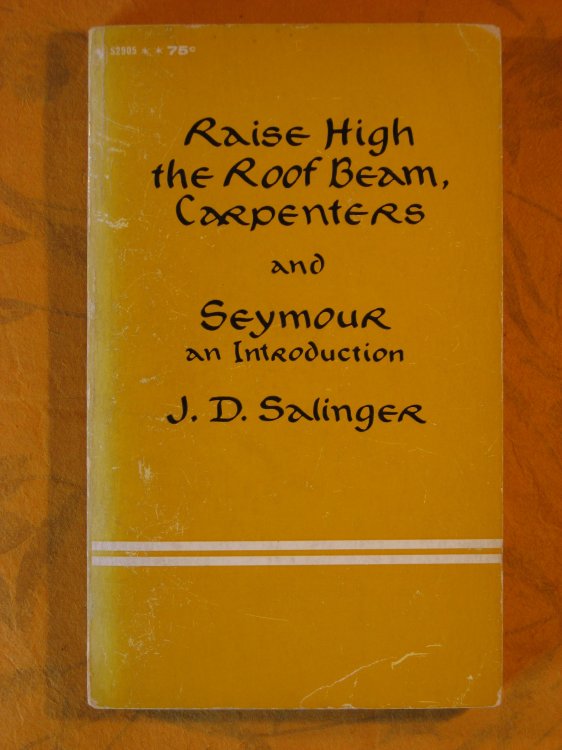 S2905 * * 75¢
Raise High
the Roof Beam,
Carpenters
and
Seymour
an Introduction
J. D. Salinger